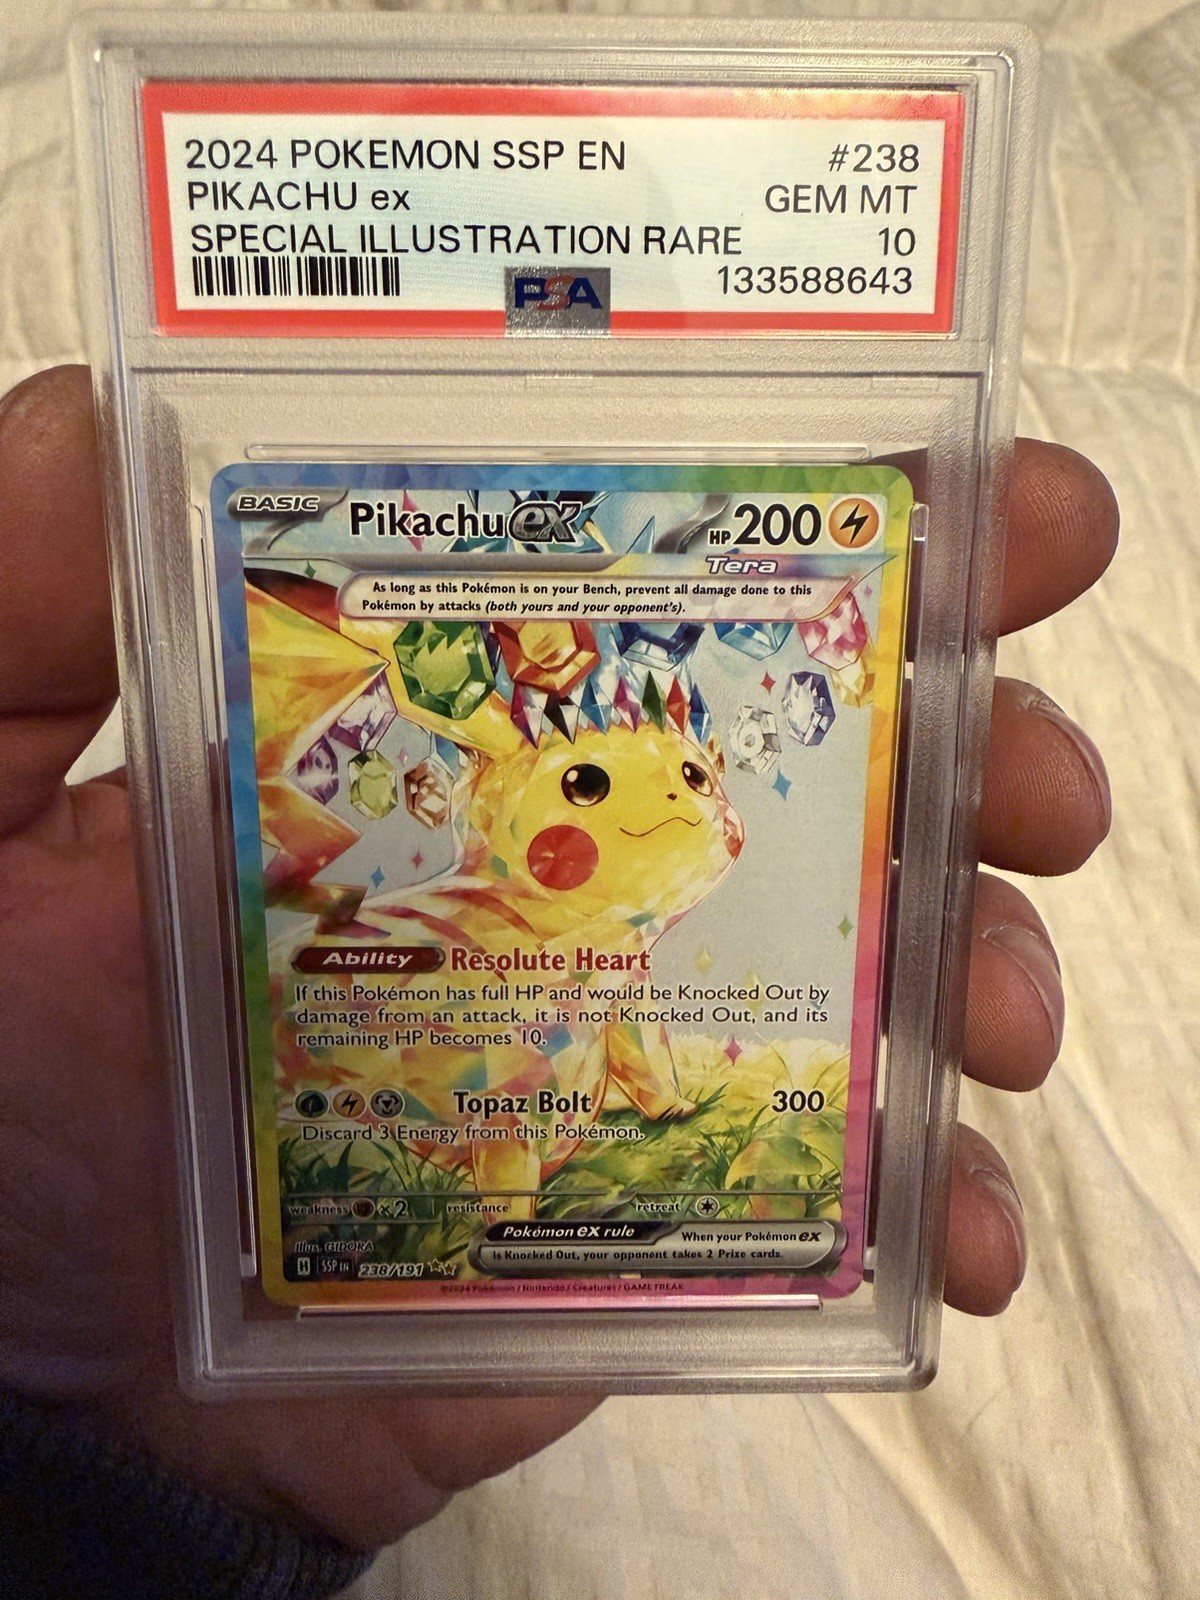 2024 POKEMON SSP EN #238
PIKACHU ex GEM MT
SPECIAL ILLUSTRATION RARE 10
PSA 133588643
BASIC Pikachu ex HP 200
Tera
As long as this Pokémon is on your Bench, prevent all damage done to this
Pokémon by attacks (both yours and your opponent's).
Ability Resolute Heart
If this Pokémon has full HP and would be Knocked Out by
damage from an attack, it is not Knocked Out, and its
remaining HP becomes 10.
Topaz Bolt 300
Discard 3 Energy from this Pokémon.
weakness ×2 resistance retreat
Pokémon ex rule When your Pokémon ex
is Knocked Out, your opponent takes 2 Prize cards.
Illus. GIDORA
H SSP EN 238/191
©2024 Pokémon / Nintendo / Creatures / GAME FREAK